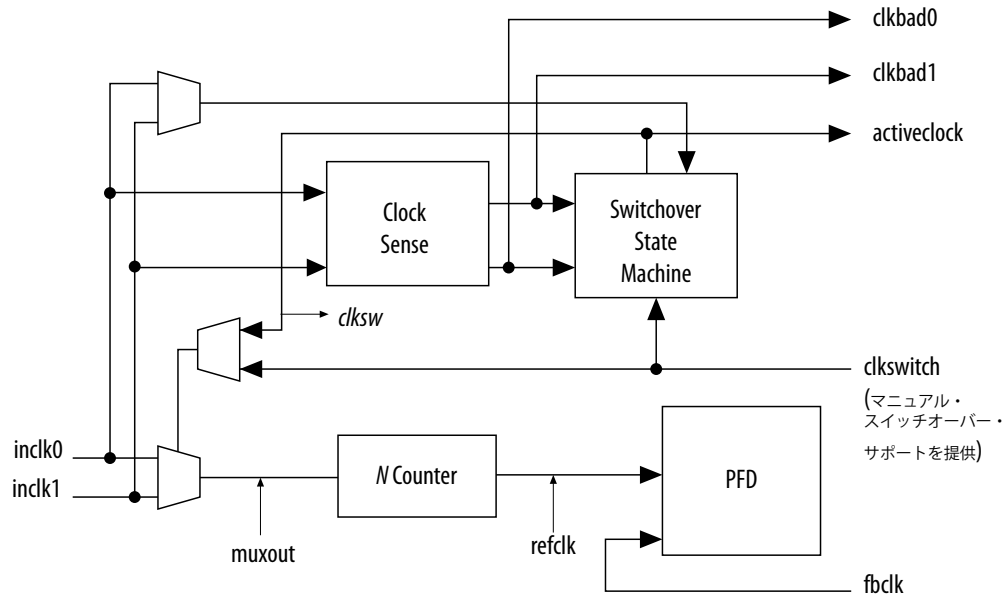 clkbad0
clkbad1
activeclock
Clock
Sense
Switchover
State
Machine
clksw
clkswitch
(マニュアル・
スイッチオーバー・
サポートを提供)
inclk0
inclk1
N Counter
PFD
muxout
refclk
fbclk